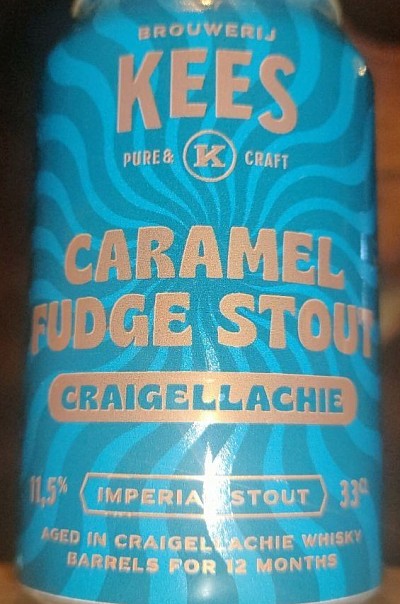 BROUWERIJ
KEES
PURE & K CRAFT
CARAMEL
FUDGE STOUT
CRAIGELLACHIE
11,5% IMPERIAL STOUT 33cl
AGED IN CRAIGELLACHIE WHISKY
BARRELS FOR 12 MONTHS